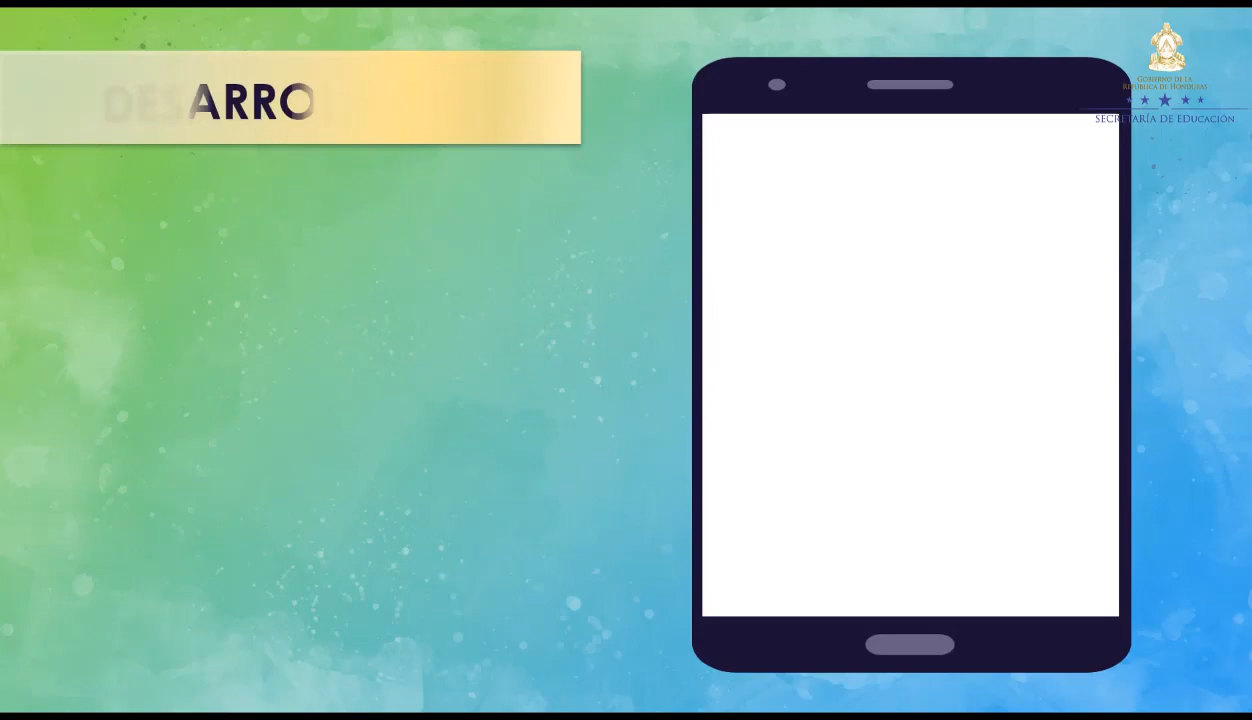 DESARRO
GOBIERNO DE LA
REPÚBLICA DE HONDURAS
SECRETARÍA DE EDUCACIÓN